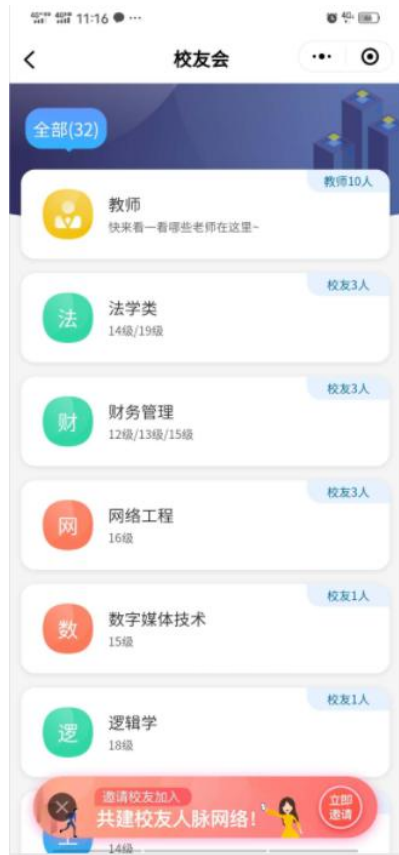 11:16
校友会
全部(32)
教师10人
教师
快来看一看哪些老师在这里~
校友3人
法
法学类
14级/19级
校友3人
财
财务管理
12级/13级/15级
校友3人
网
网络工程
16级
校友1人
数
数字媒体技术
15级
校友1人
逻
逻辑学
18级
邀请校友加入
共建校友人脉网络!
立即
邀请
14级